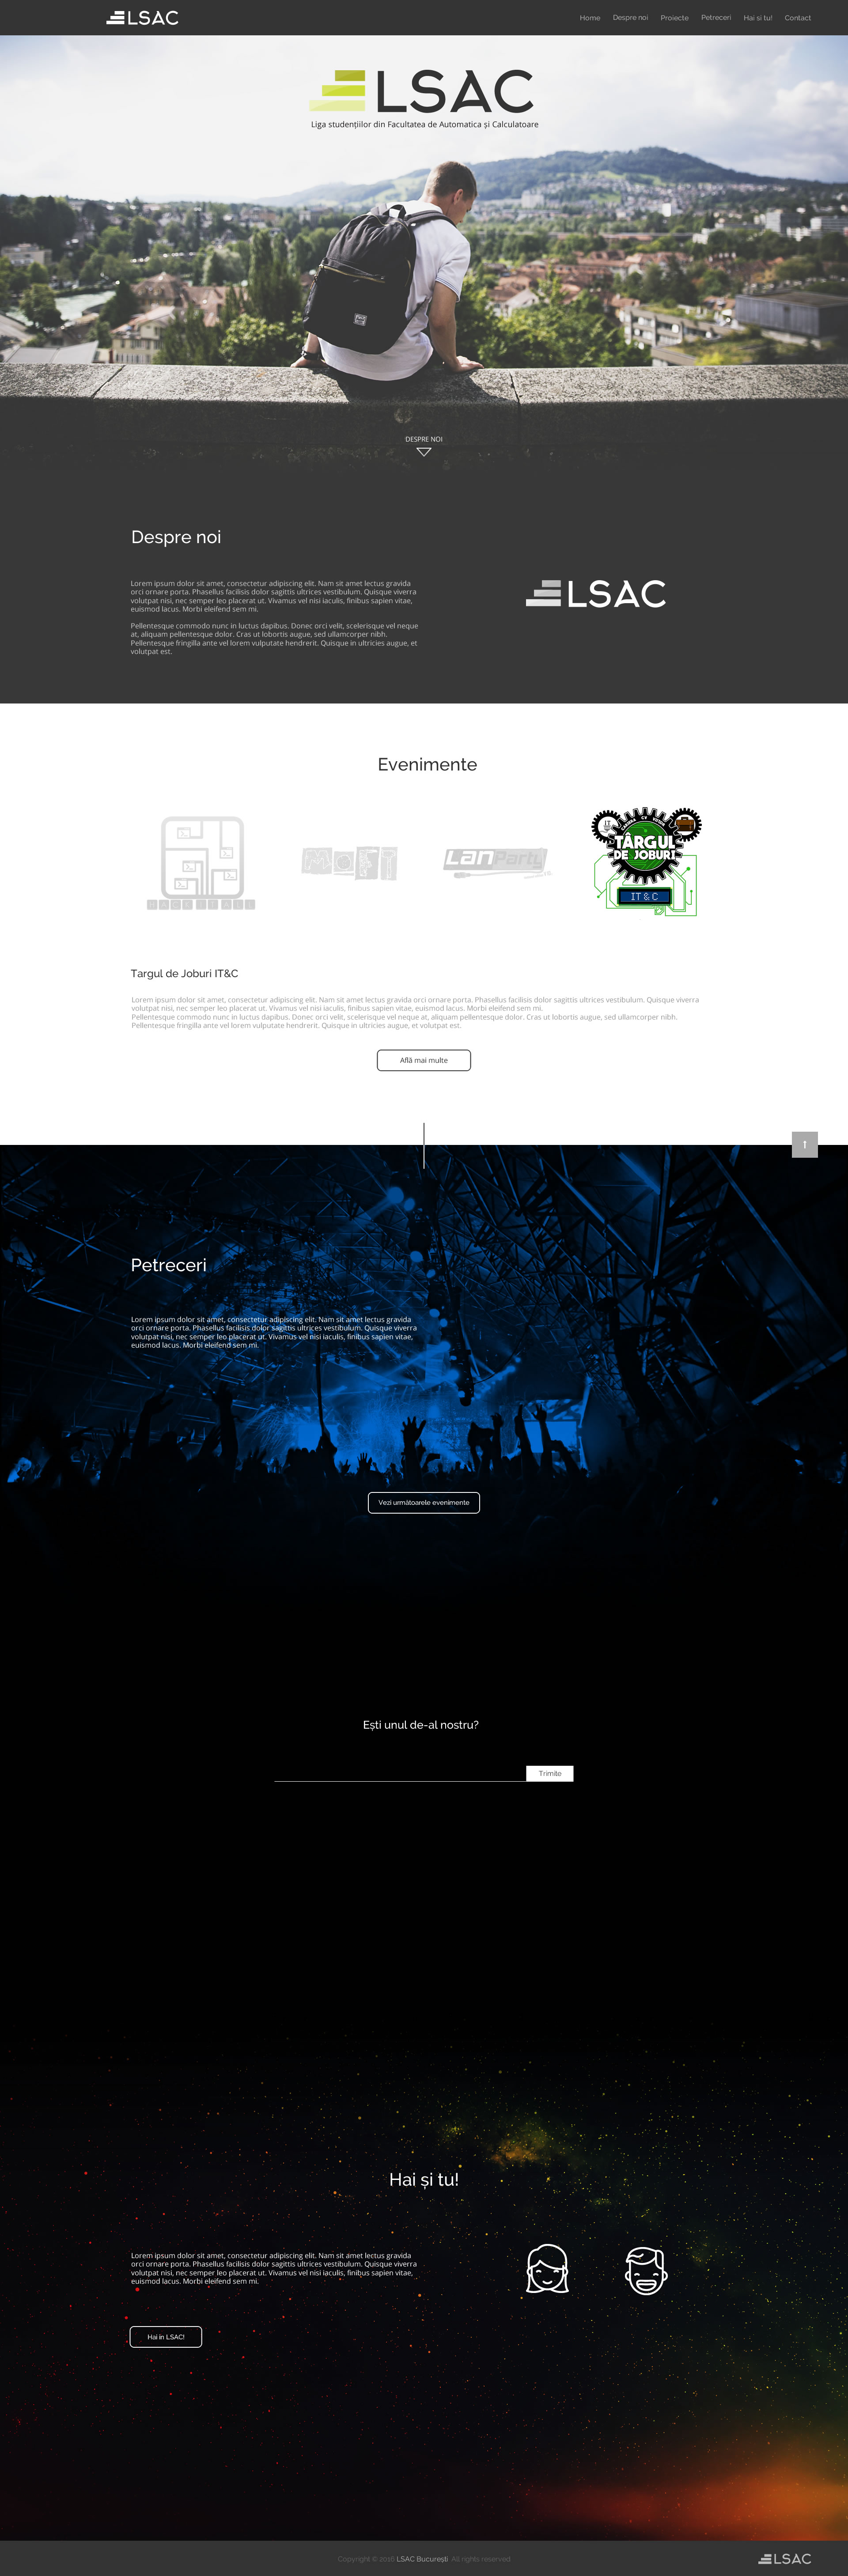 LSAC
Home Despre noi Proiecte Petreceri Hai si tu! Contact
LSAC
Liga studenților din Facultatea de Automatica și Calculatoare
DESPRE NOI
Despre noi
Lorem ipsum dolor sit amet, consectetur adipiscing elit. Nam sit amet lectus gravida
orci ornare porta. Phasellus facilisis dolor sagittis ultrices vestibulum. Quisque viverra
volutpat nisi, nec semper leo placerat ut. Vivamus vel nisi iaculis, finibus sapien vitae,
euismod lacus. Morbi eleifend sem mi.
Pellentesque commodo nunc in luctus dapibus. Donec orci velit, scelerisque vel neque
at, aliquam pellentesque dolor. Cras ut lobortis augue, sed ullamcorper nibh.
Pellentesque fringilla ante vel lorem vulputate hendrerit. Quisque in ultricies augue, et
volutpat est.
LSAC
Evenimente
LAN Party
TÂRGUL
DE JOBURI
IT & C
Targul de Joburi IT&C
Lorem ipsum dolor sit amet, consectetur adipiscing elit. Nam sit amet lectus gravida orci ornare porta. Phasellus facilisis dolor sagittis ultrices vestibulum. Quisque viverra
volutpat nisi, nec semper leo placerat ut. Vivamus vel nisi iaculis, finibus sapien vitae, euismod lacus. Morbi eleifend sem mi.
Pellentesque commodo nunc in luctus dapibus. Donec orci velit, scelerisque vel neque at, aliquam pellentesque dolor. Cras ut lobortis augue, sed ullamcorper nibh.
Pellentesque fringilla ante vel lorem vulputate hendrerit. Quisque in ultricies augue, et volutpat est.
Află mai multe
Petreceri
Lorem ipsum dolor sit amet, consectetur adipiscing elit. Nam sit amet lectus gravida
orci ornare porta. Phasellus facilisis dolor sagittis ultrices vestibulum. Quisque viverra
volutpat nisi, nec semper leo placerat ut. Vivamus vel nisi iaculis, finibus sapien vitae,
euismod lacus. Morbi eleifend sem mi.
Vezi următoarele evenimente
Ești unul de-al nostru?
Trimite
Hai și tu!
Lorem ipsum dolor sit amet, consectetur adipiscing elit. Nam sit amet lectus gravida
orci ornare porta. Phasellus facilisis dolor sagittis ultrices vestibulum. Quisque viverra
volutpat nisi, nec semper leo placerat ut. Vivamus vel nisi iaculis, finibus sapien vitae,
euismod lacus. Morbi eleifend sem mi.
Hai în LSAC!
Copyright © 2016 LSAC București. All rights reserved
LSAC